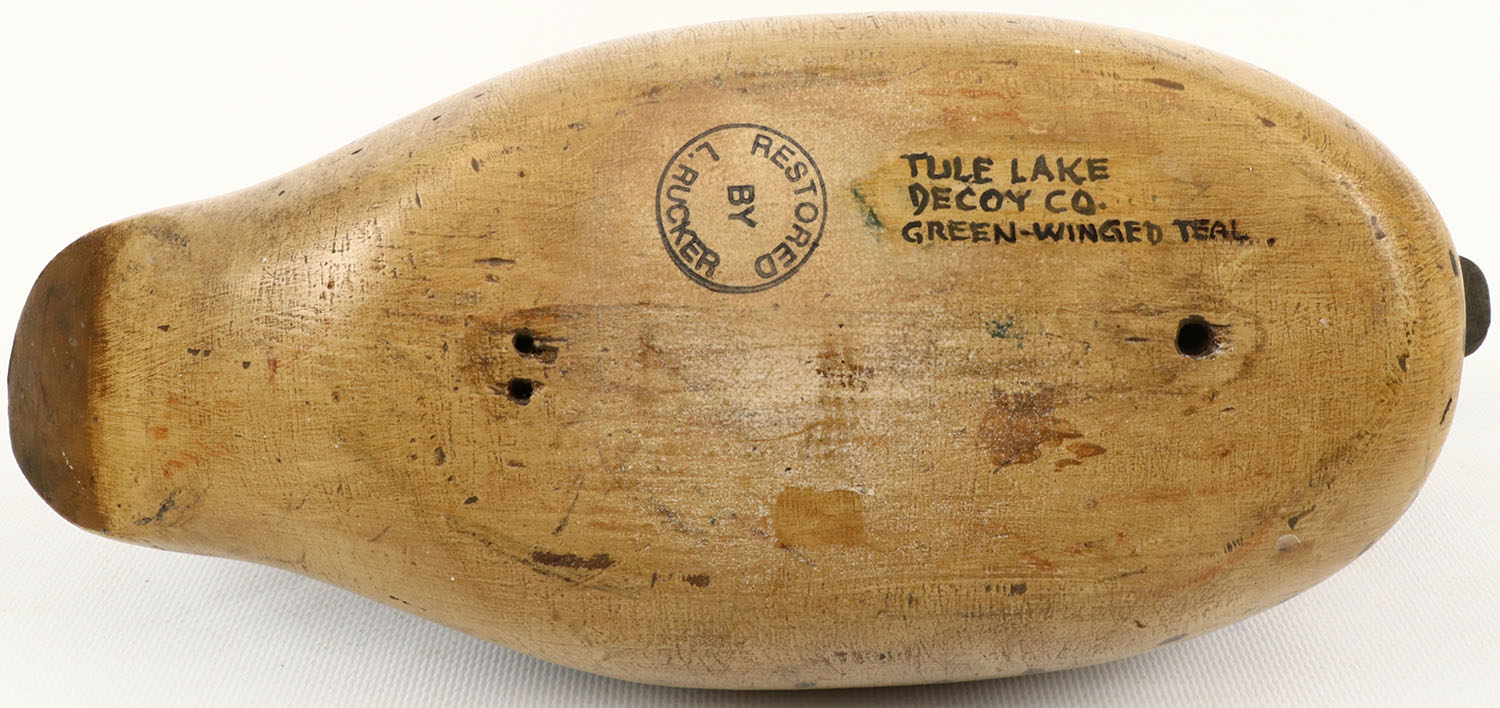 RESTORED
BY
L. RUCKER
TULE LAKE
DECOY CO.
GREEN-WINGED TEAL.